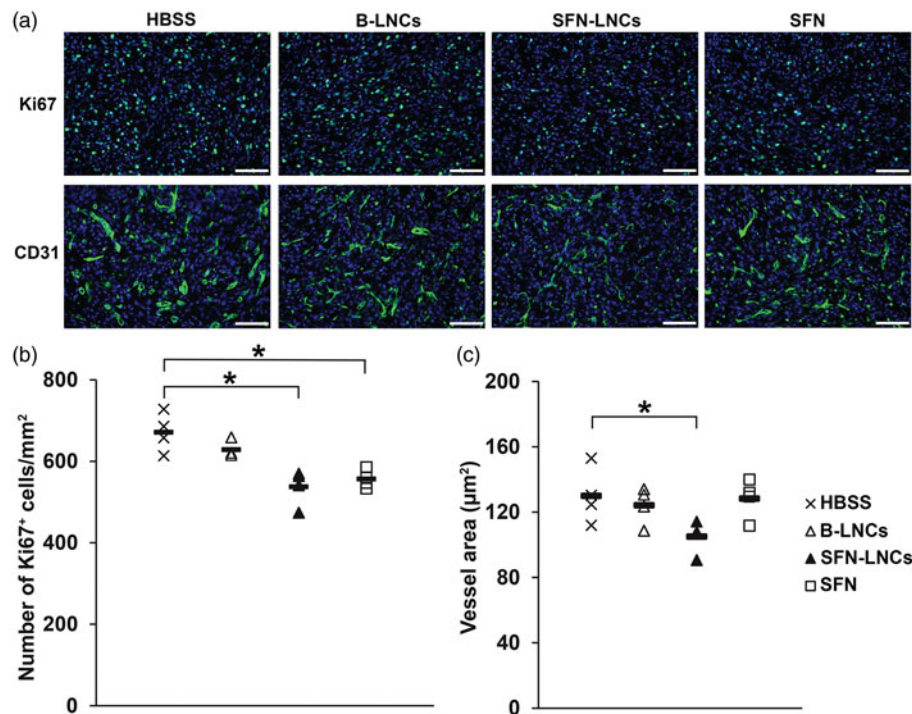 (a)
HBSS B-LNCs SFN-LNCs SFN
Ki67
CD31
(b)
*
*
800
600
400
200
0
Number of Ki67⁺ cells/mm²
(c)
*
200
160
120
80
40
0
Vessel area (µm²)
HBSS
B-LNCs
SFN-LNCs
SFN